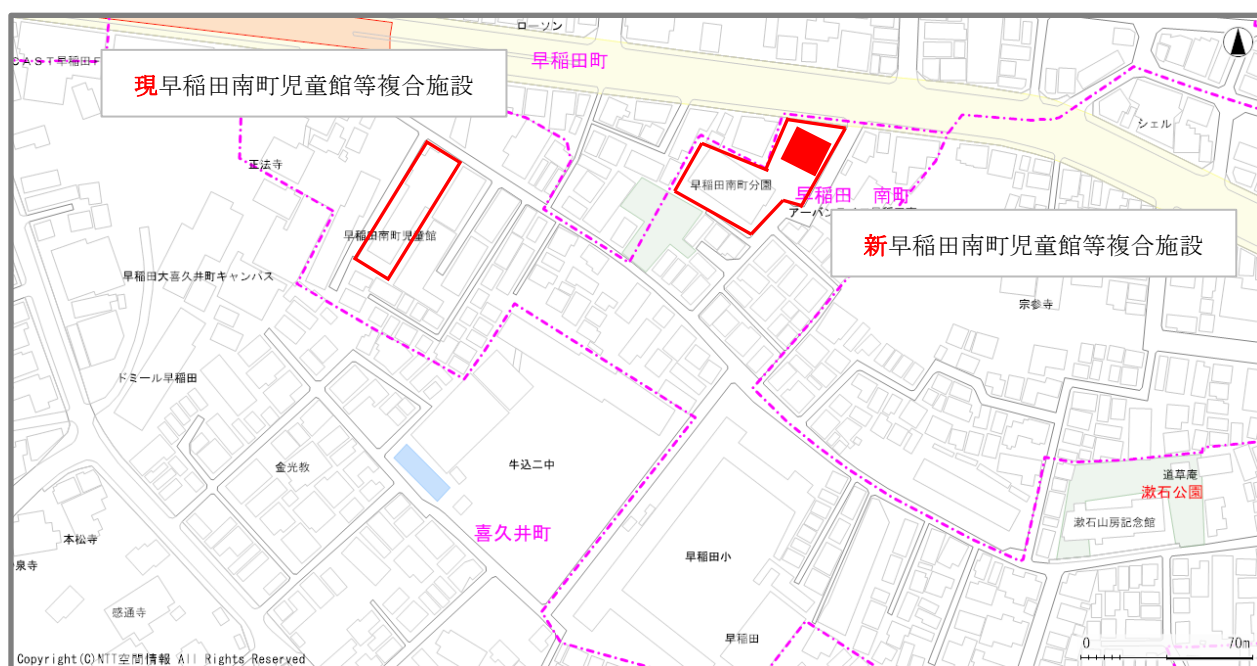 ローソン
早稲田町
現早稲田南町児童館等複合施設
シェル
正法寺
早稲田南町分園
早稲田 南町
早稲田南町児童館
新早稲田南町児童館等複合施設
早稲田大喜久井町キャンパス
宗参寺
ドミール早稲田
金光教
牛込二中
道草庵
漱石公園
漱石山房記念館
喜久井町
本松寺
早稲田小
泉寺
感通寺
早稲田
0 70m
Copyright(C)NTT空間情報 All Rights Reserved